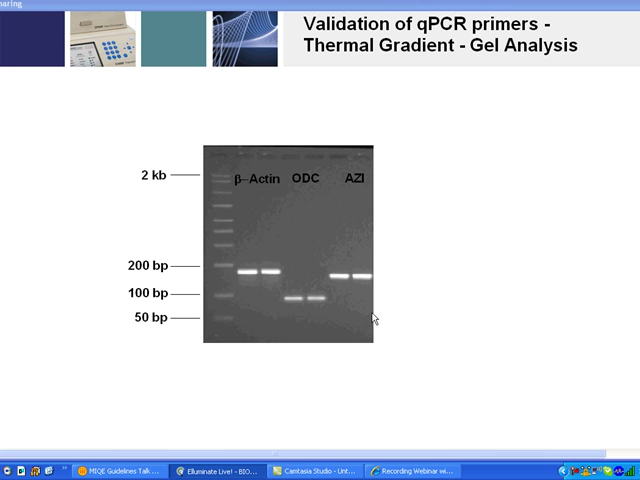 haring
Validation of qPCR primers -
Thermal Gradient - Gel Analysis
2 kb
β–Actin ODC AZI
200 bp
100 bp
50 bp
MIQE Guidelines Talk ...
Elluminate Live! - BIO...
Camtasia Studio - Unt...
Recording Webinar wi...